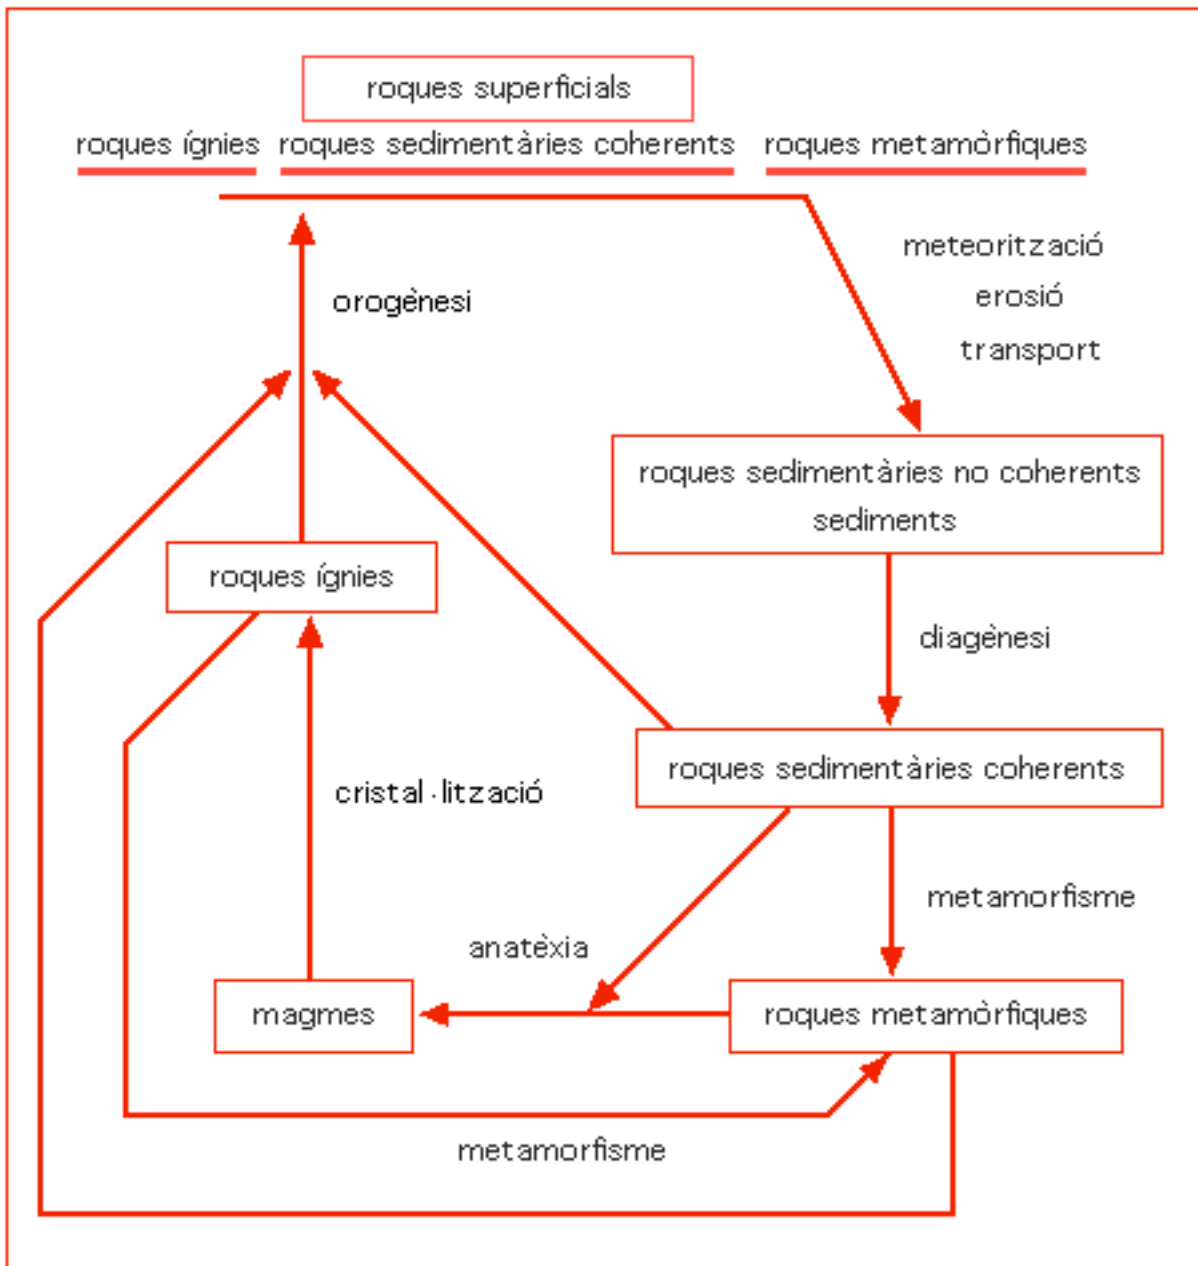 roques superficials
roques ígnies roques sedimentàries coherents roques metamòrfiques
meteorització
erosió
transport
orogènesi
roques sedimentàries no coherents
sediments
roques ígnies
diagènesi
roques sedimentàries coherents
cristal·lització
metamorfisme
anatèxia
magmes
roques metamòrfiques
metamorfisme